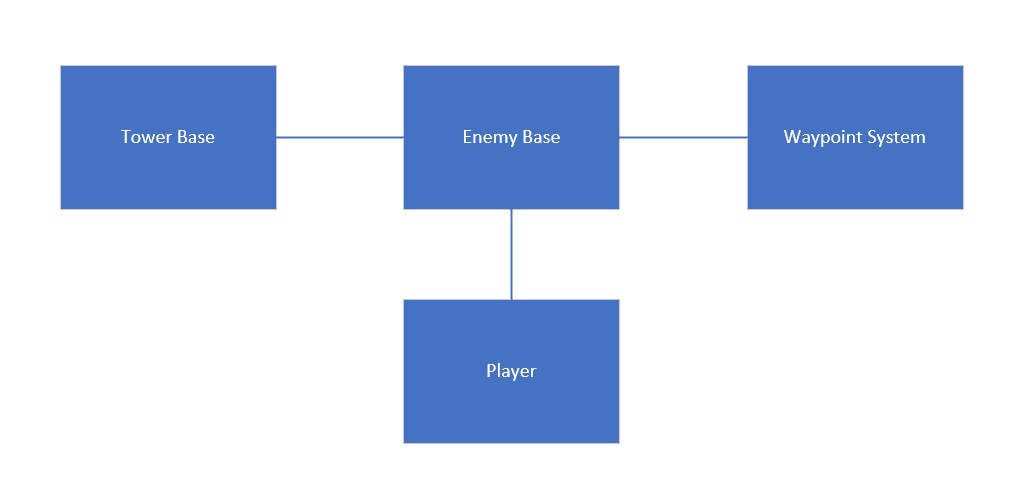 Tower Base
Enemy Base
Waypoint System
Player